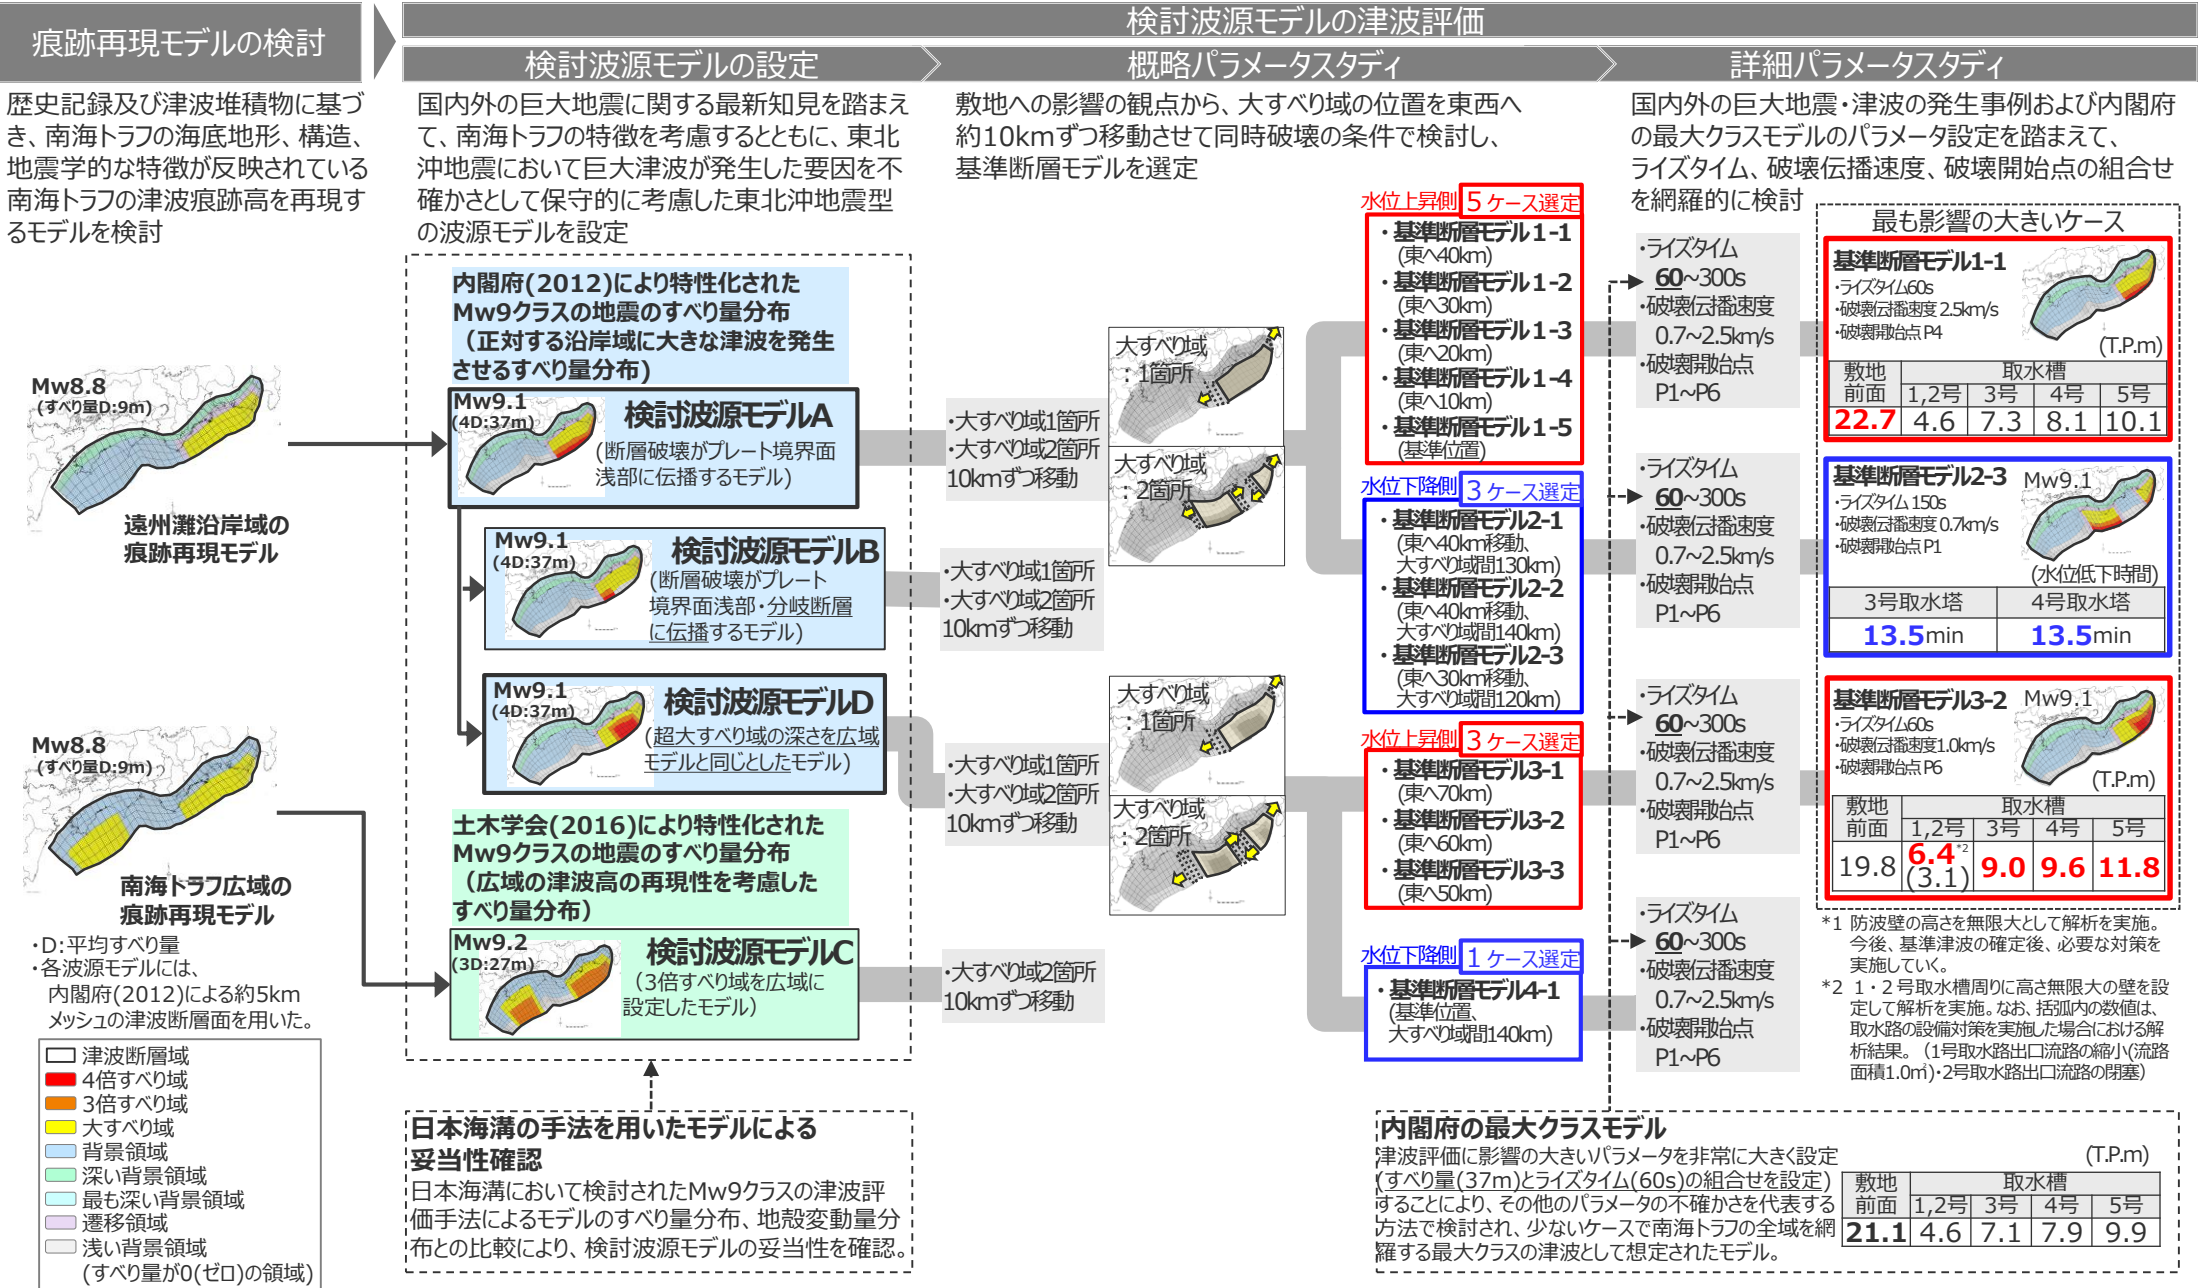 痕跡再現モデルの検討
検討波源モデルの津波評価
検討波源モデルの設定
概略パラメータスタディ
詳細パラメータスタディ
歴史記録及び津波堆積物に基づ
き、南海トラフの海底地形、構造、
地震学的な特徴が反映されている
南海トラフの津波痕跡高を再現す
るモデルを検討
国内外の巨大地震に関する最新知見を踏まえ
て、南海トラフの特徴を考慮するとともに、東北
沖地震において巨大津波が発生した要因を不
確かさとして保守的に考慮した東北沖地震型
の波源モデルを設定
敷地への影響の観点から、大すべり域の位置を東西へ
約10kmずつ移動させて同時破壊の条件で検討し、
基準断層モデルを選定
国内外の巨大地震・津波の発生事例および内閣府
の最大クラスモデルのパラメータ設定を踏まえて、
ライズタイム、破壊伝播速度、破壊開始点の組合せ
を網羅的に検討
Mw8.8
(すべり量D:9m)
遠州灘沿岸域の
痕跡再現モデル
Mw8.8
(すべり量D:9m)
南海トラフ広域の
痕跡再現モデル
・D:平均すべり量
・各波源モデルには、
内閣府(2012)による約5km
メッシュの津波断層面を用いた。
津波断層域
4倍すべり域
3倍すべり域
大すべり域
背景領域
深い背景領域
最も深い背景領域
遷移領域
浅い背景領域
(すべり量が0(ゼロ)の領域)
内閣府(2012)により特性化された
Mw9クラスの地震のすべり量分布
（正対する沿岸域に大きな津波を発生
させるすべり量分布)
Mw9.1
(4D:37m)
検討波源モデルA
(断層破壊がプレート境界面
浅部に伝播するモデル)
Mw9.1
(4D:37m)
検討波源モデルB
(断層破壊がプレート
境界面浅部・分岐断層
に伝播するモデル)
Mw9.1
(4D:37m)
検討波源モデルD
(超大すべり域の深さを広域
モデルと同じとしたモデル)
土木学会(2016)により特性化された
Mw9クラスの地震のすべり量分布
（広域の津波高の再現性を考慮した
すべり量分布）
Mw9.2
(3D:27m)
検討波源モデルC
（3倍すべり域を広域に
設定したモデル）
日本海溝の手法を用いたモデルによる
妥当性確認
日本海溝において検討されたMw9クラスの津波評
価手法によるモデルのすべり量分布、地殻変動量分
布との比較により、検討波源モデルの妥当性を確認。
・大すべり域1箇所
・大すべり域2箇所
10kmずつ移動
・大すべり域1箇所
・大すべり域2箇所
10kmずつ移動
・大すべり域1箇所
・大すべり域2箇所
10kmずつ移動
・大すべり域2箇所
10kmずつ移動
大すべり域
：1箇所
大すべり域
：2箇所
大すべり域
：1箇所
大すべり域
：2箇所
水位上昇側 5 ケース選定
・基準断層モデル1-1
(東へ40km)
・基準断層モデル1-2
(東へ30km)
・基準断層モデル1-3
(東へ20km)
・基準断層モデル1-4
(東へ10km)
・基準断層モデル1-5
(基準位置)
水位下降側 3 ケース選定
・基準断層モデル2-1
(東へ40km移動、
大すべり域間130km)
・基準断層モデル2-2
(東へ40km移動、
大すべり域間140km)
・基準断層モデル2-3
(東へ30km移動、
大すべり域間120km)
水位上昇側 3 ケース選定
・基準断層モデル3-1
(東へ70km)
・基準断層モデル3-2
(東へ60km)
・基準断層モデル3-3
(東へ50km)
水位下降側 1 ケース選定
・基準断層モデル4-1
(基準位置、
大すべり域間140km)
・ライズタイム
60~300s
・破壊伝播速度
0.7~2.5km/s
・破壊開始点
P1~P6
・ライズタイム
60~300s
・破壊伝播速度
0.7~2.5km/s
・破壊開始点
P1~P6
・ライズタイム
60~300s
・破壊伝播速度
0.7~2.5km/s
・破壊開始点
P1~P6
・ライズタイム
60~300s
・破壊伝播速度
0.7~2.5km/s
・破壊開始点
P1~P6
最も影響の大きいケース
基準断層モデル1-1
・ライズタイム60s
・破壊伝播速度 2.5km/s
・破壊開始点 P4
(T.P.m)
敷地前面 取水槽
1,2号 3号 4号 5号
22.7 4.6 7.3 8.1 10.1
基準断層モデル2-3 Mw9.1
・ライズタイム 150s
・破壊伝播速度 0.7km/s
・破壊開始点 P1
(水位低下時間)
3号取水塔 4号取水塔
13.5min 13.5min
基準断層モデル3-2 Mw9.1
・ライズタイム60s
・破壊伝播速度1.0km/s
・破壊開始点 P6
(T.P.m)
敷地前面 取水槽
1,2号 3号 4号 5号
19.8 6.4*2 (3.1) 9.0 9.6 11.8
*1 防波壁の高さを無限大として解析を実施。
今後、基準津波の確定後、必要な対策を
実施していく。
*2 1・2号取水槽周りに高さ無限大の壁を設
定して解析を実施。なお、括弧内の数値は、
取水路の設備対策を実施した場合における解
析結果。（1号取水路出口流路の縮小(流路
面積1.0㎡)・2号取水路出口流路の閉塞）
内閣府の最大クラスモデル
津波評価に影響の大きいパラメータを非常に大きく設定
(すべり量(37m)とライズタイム(60s)の組合せを設定)
することにより、その他のパラメータの不確かさを代表する
方法で検討され、少ないケースで南海トラフの全域を網
羅する最大クラスの津波として想定されたモデル。
(T.P.m)
敷地前面 取水槽
1,2号 3号 4号 5号
21.1 4.6 7.1 7.9 9.9